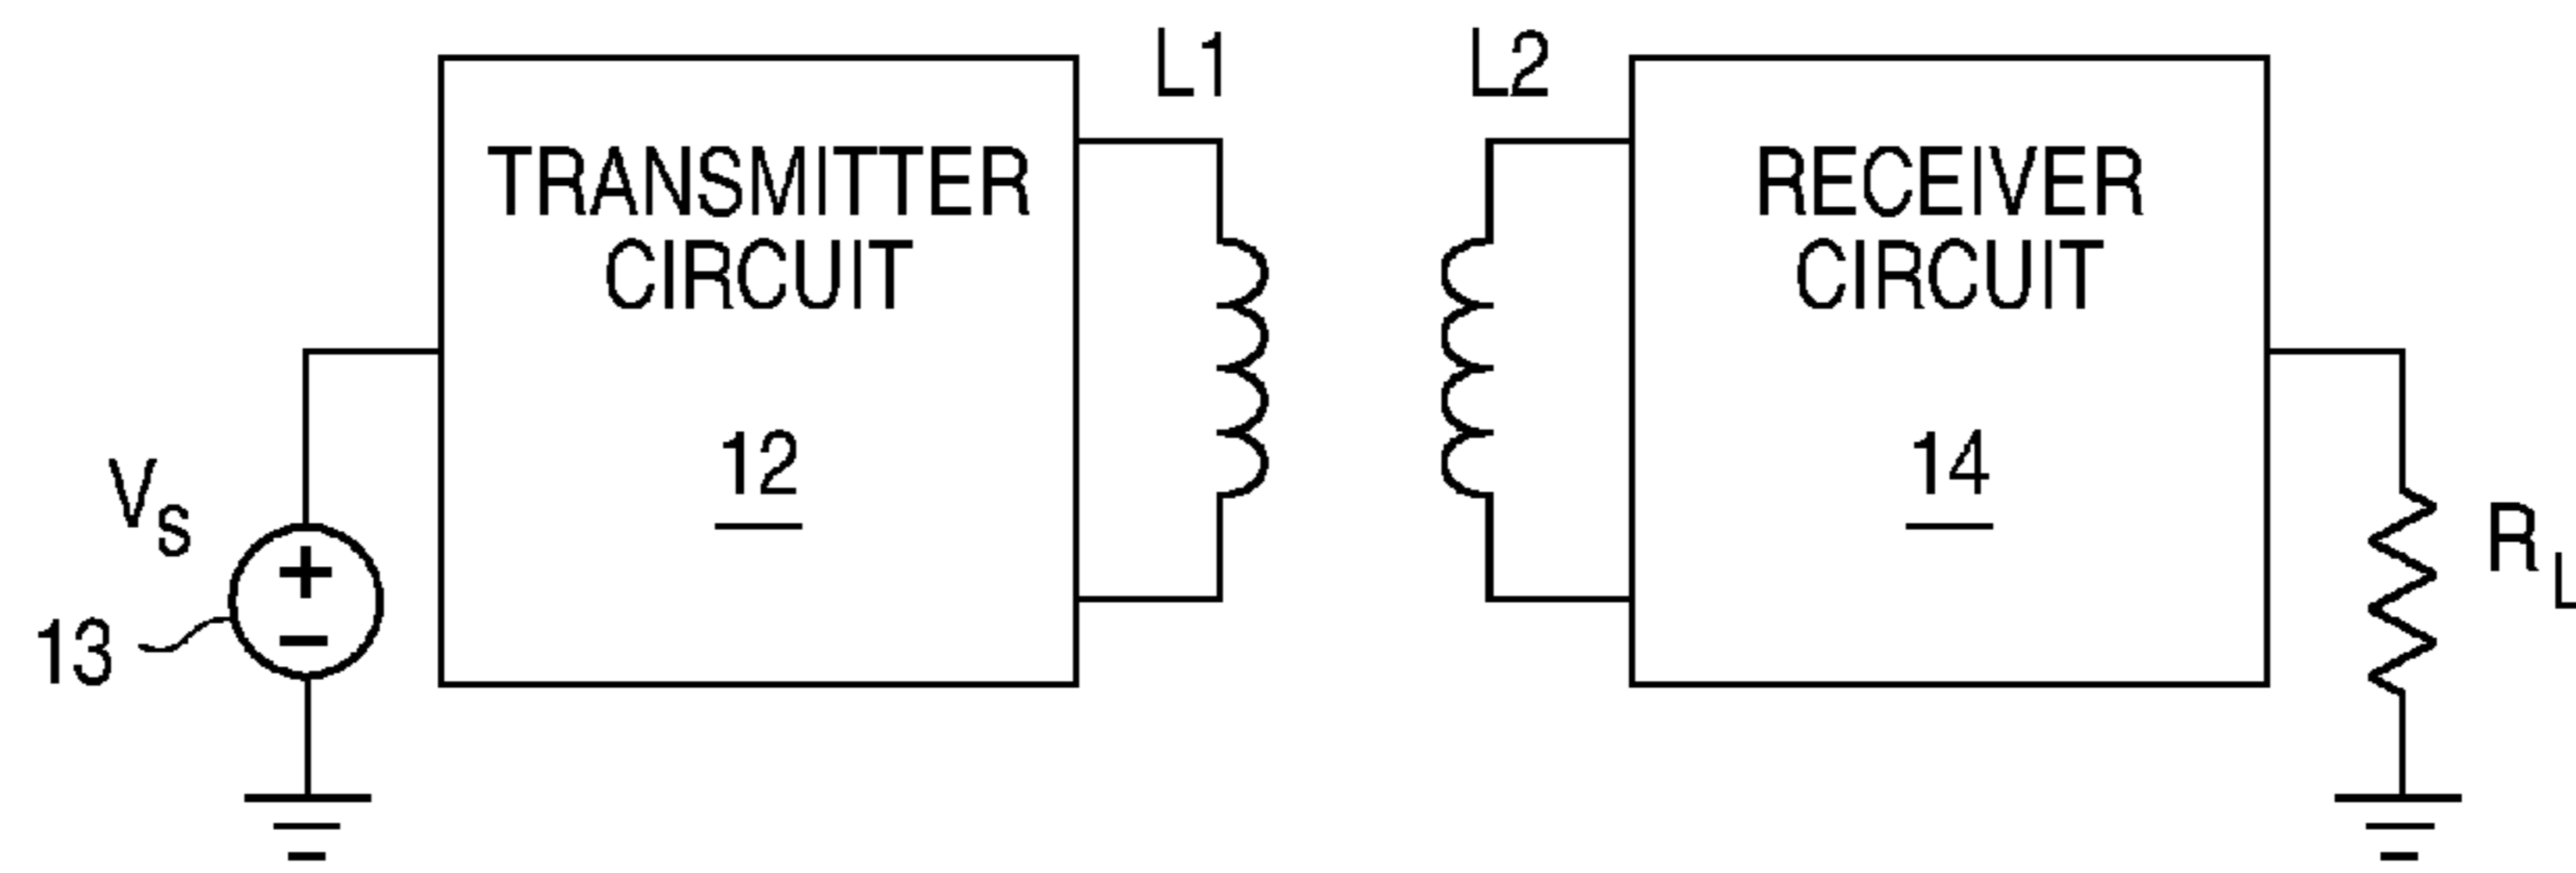 L1
L2
TRANSMITTER
CIRCUIT
12
RECEIVER
CIRCUIT
14
VS
+
−
13
RL